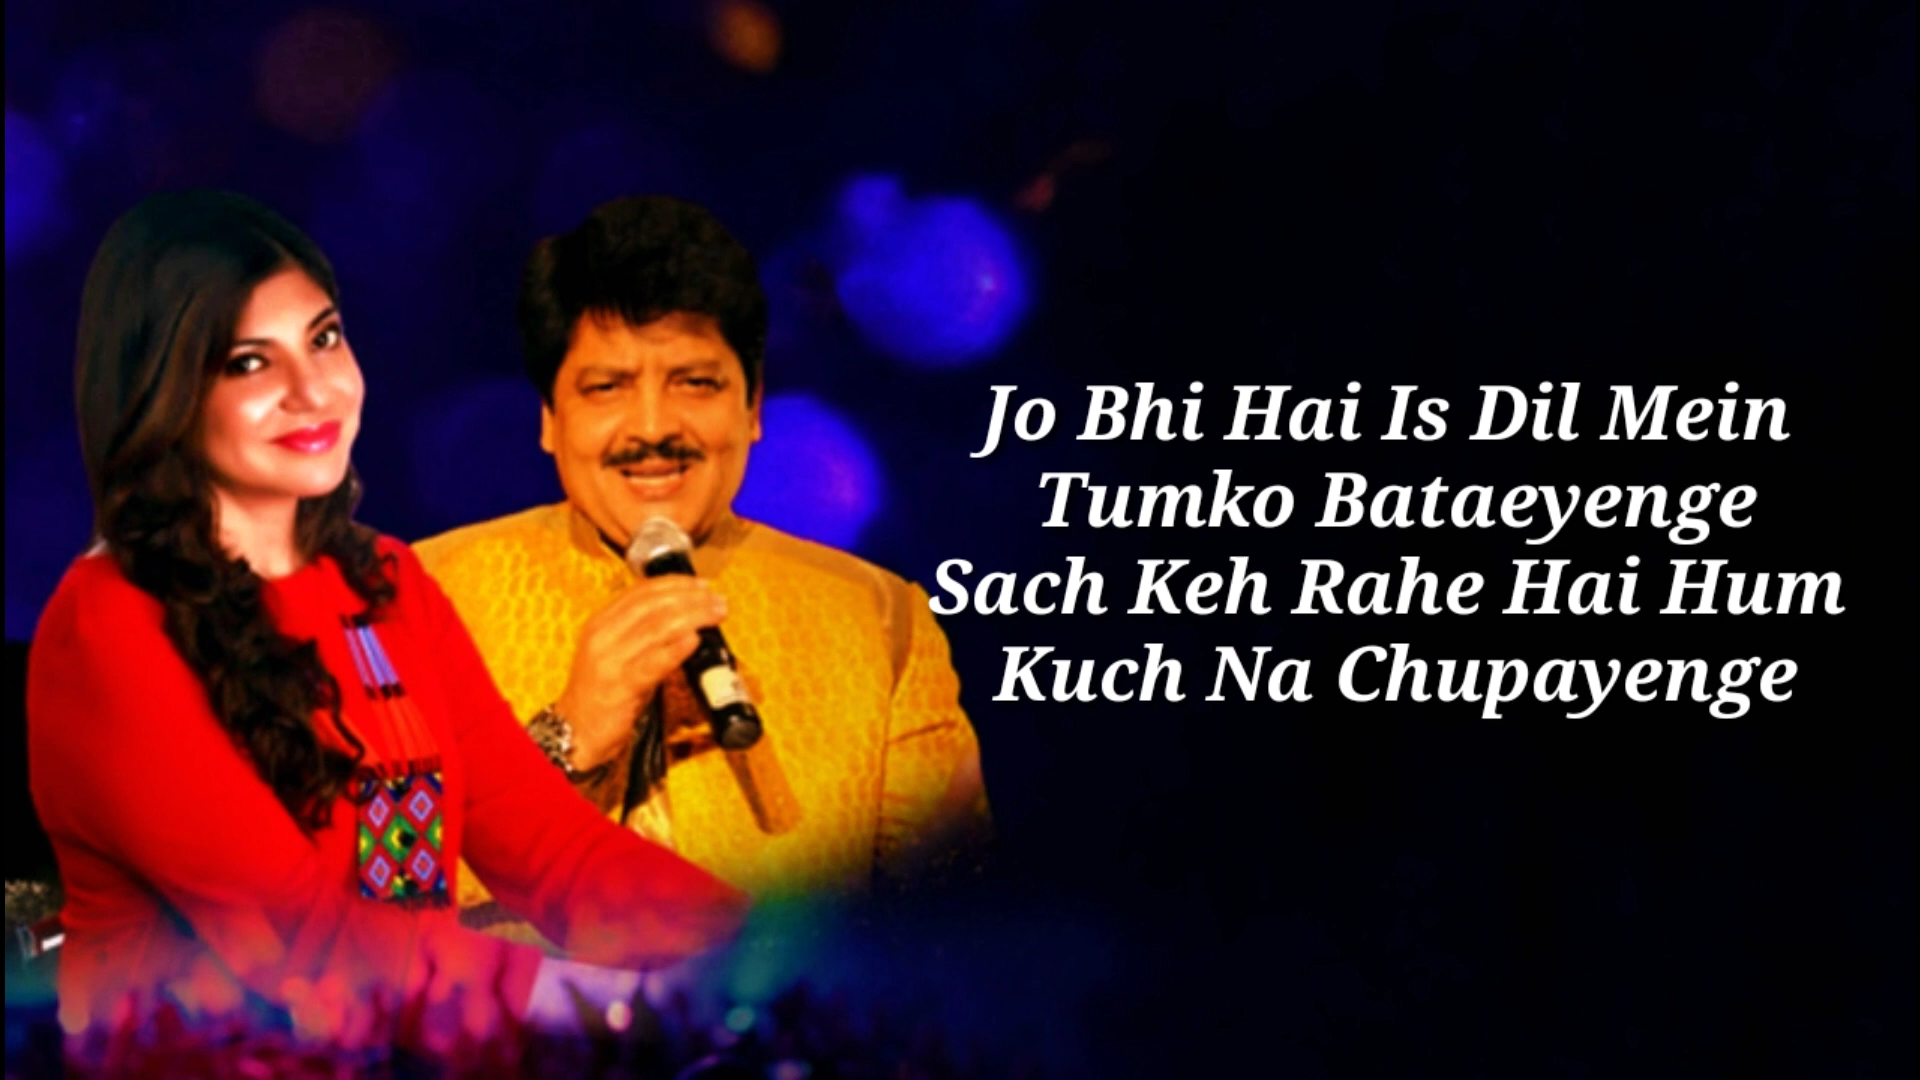 Jo Bhi Hai Is Dil Mein
Tumko Bataeyenge
Sach Keh Rahe Hai Hum
Kuch Na Chupayenge